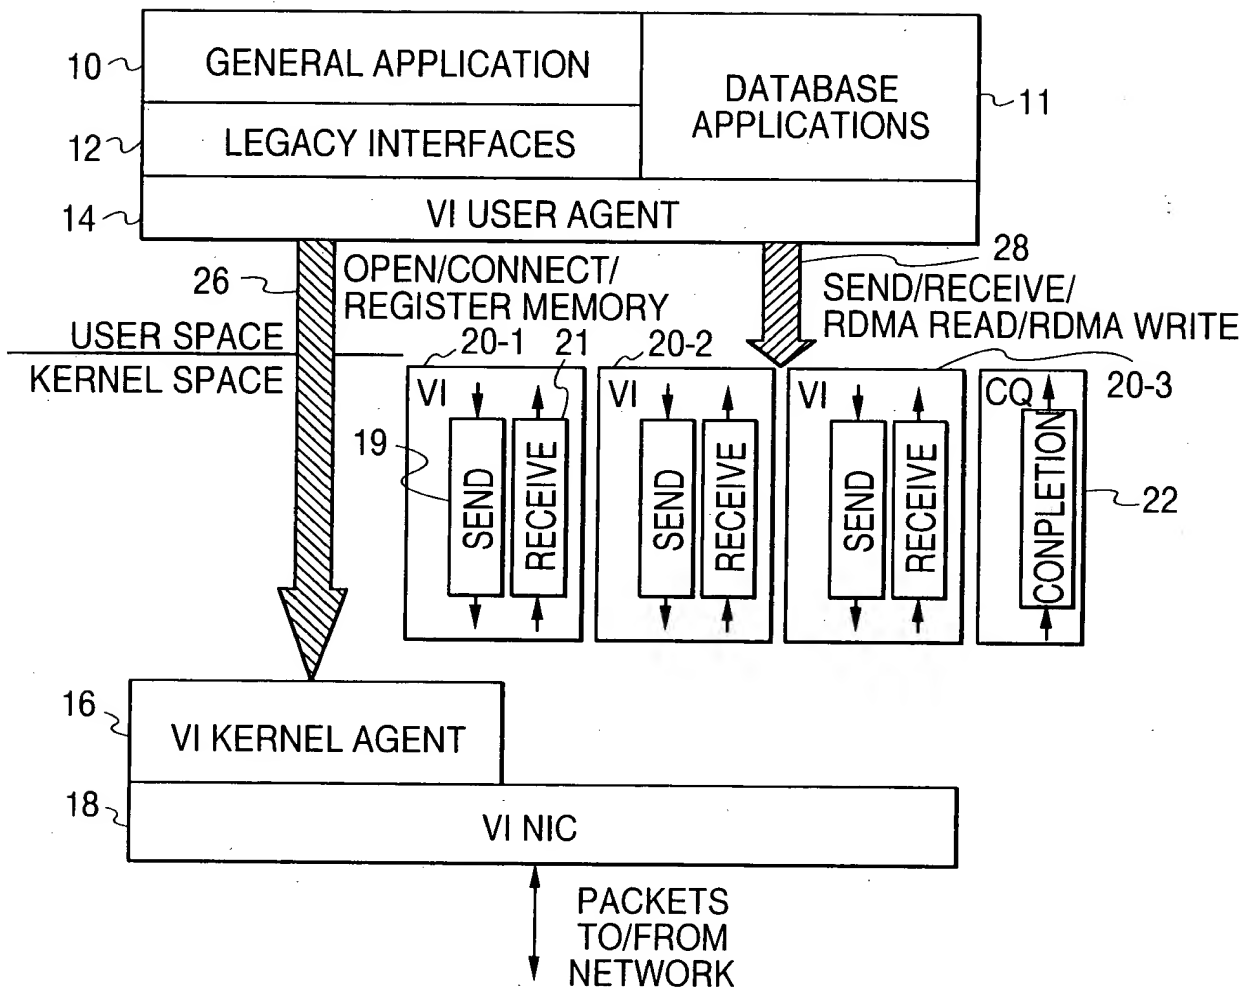 10
GENERAL APPLICATION
DATABASE
APPLICATIONS
11
12
LEGACY INTERFACES
14
VI USER AGENT
26
OPEN/CONNECT/
REGISTER MEMORY
28
SEND/RECEIVE/
RDMA READ/RDMA WRITE
USER SPACE
KERNEL SPACE
20-1
21
20-2
20-3
VI
VI
VI
CQ
19
SEND
RECEIVE
SEND
RECEIVE
SEND
RECEIVE
CONPLETION
22
16
VI KERNEL AGENT
18
VI NIC
PACKETS
TO/FROM
NETWORK